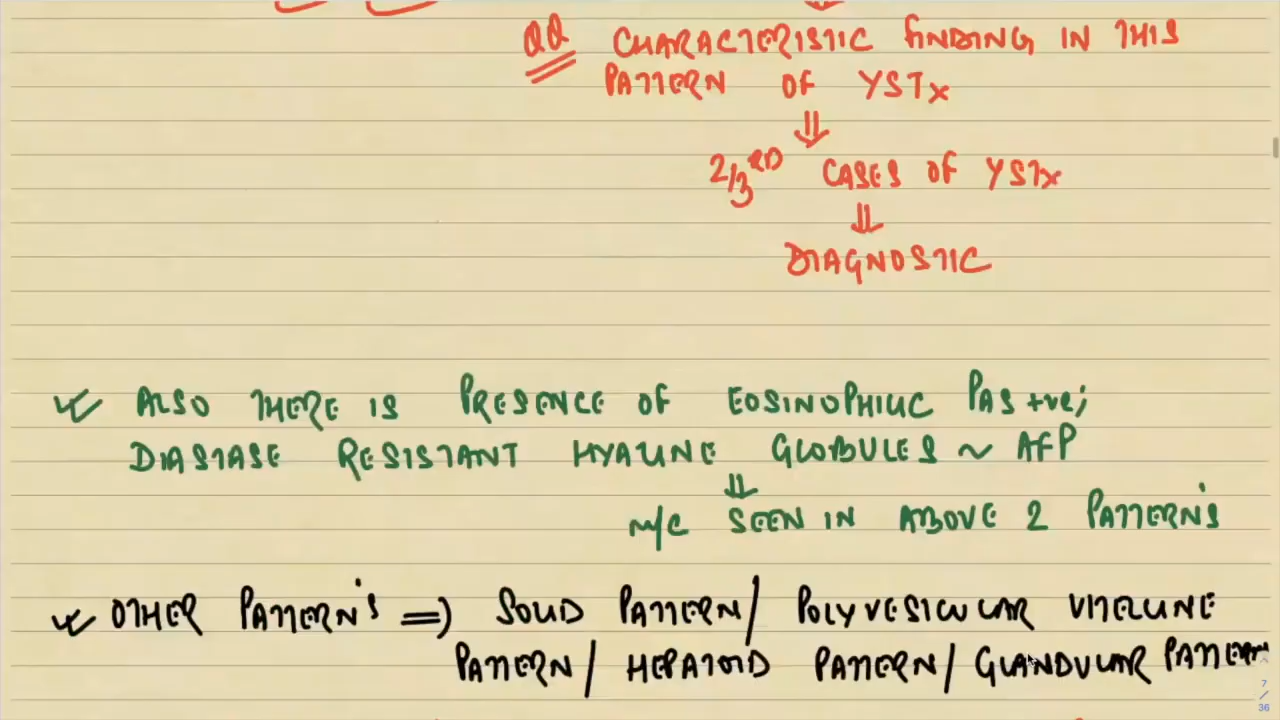 QQ CHARACTERISTIC FINDING IN THIS
PATTERN OF YSTx
⇓
2/3RD CASES OF YSTx
⇓
DIAGNOSTIC
ALSO THERE IS PRESENCE OF EOSINOPHILIC PAS +ve;
DIASTASE RESISTANT HYALINE GLOBULES ~ AFP
⇓
M/C SEEN IN ABOVE 2 PATTERN'S
OTHER PATTERN'S => SOLID PATTERN/ POLYVESICULAR VITELLINE
PATTERN/ HEPATOID PATTERN/ GLANDULAR PATTERN
7
/
36